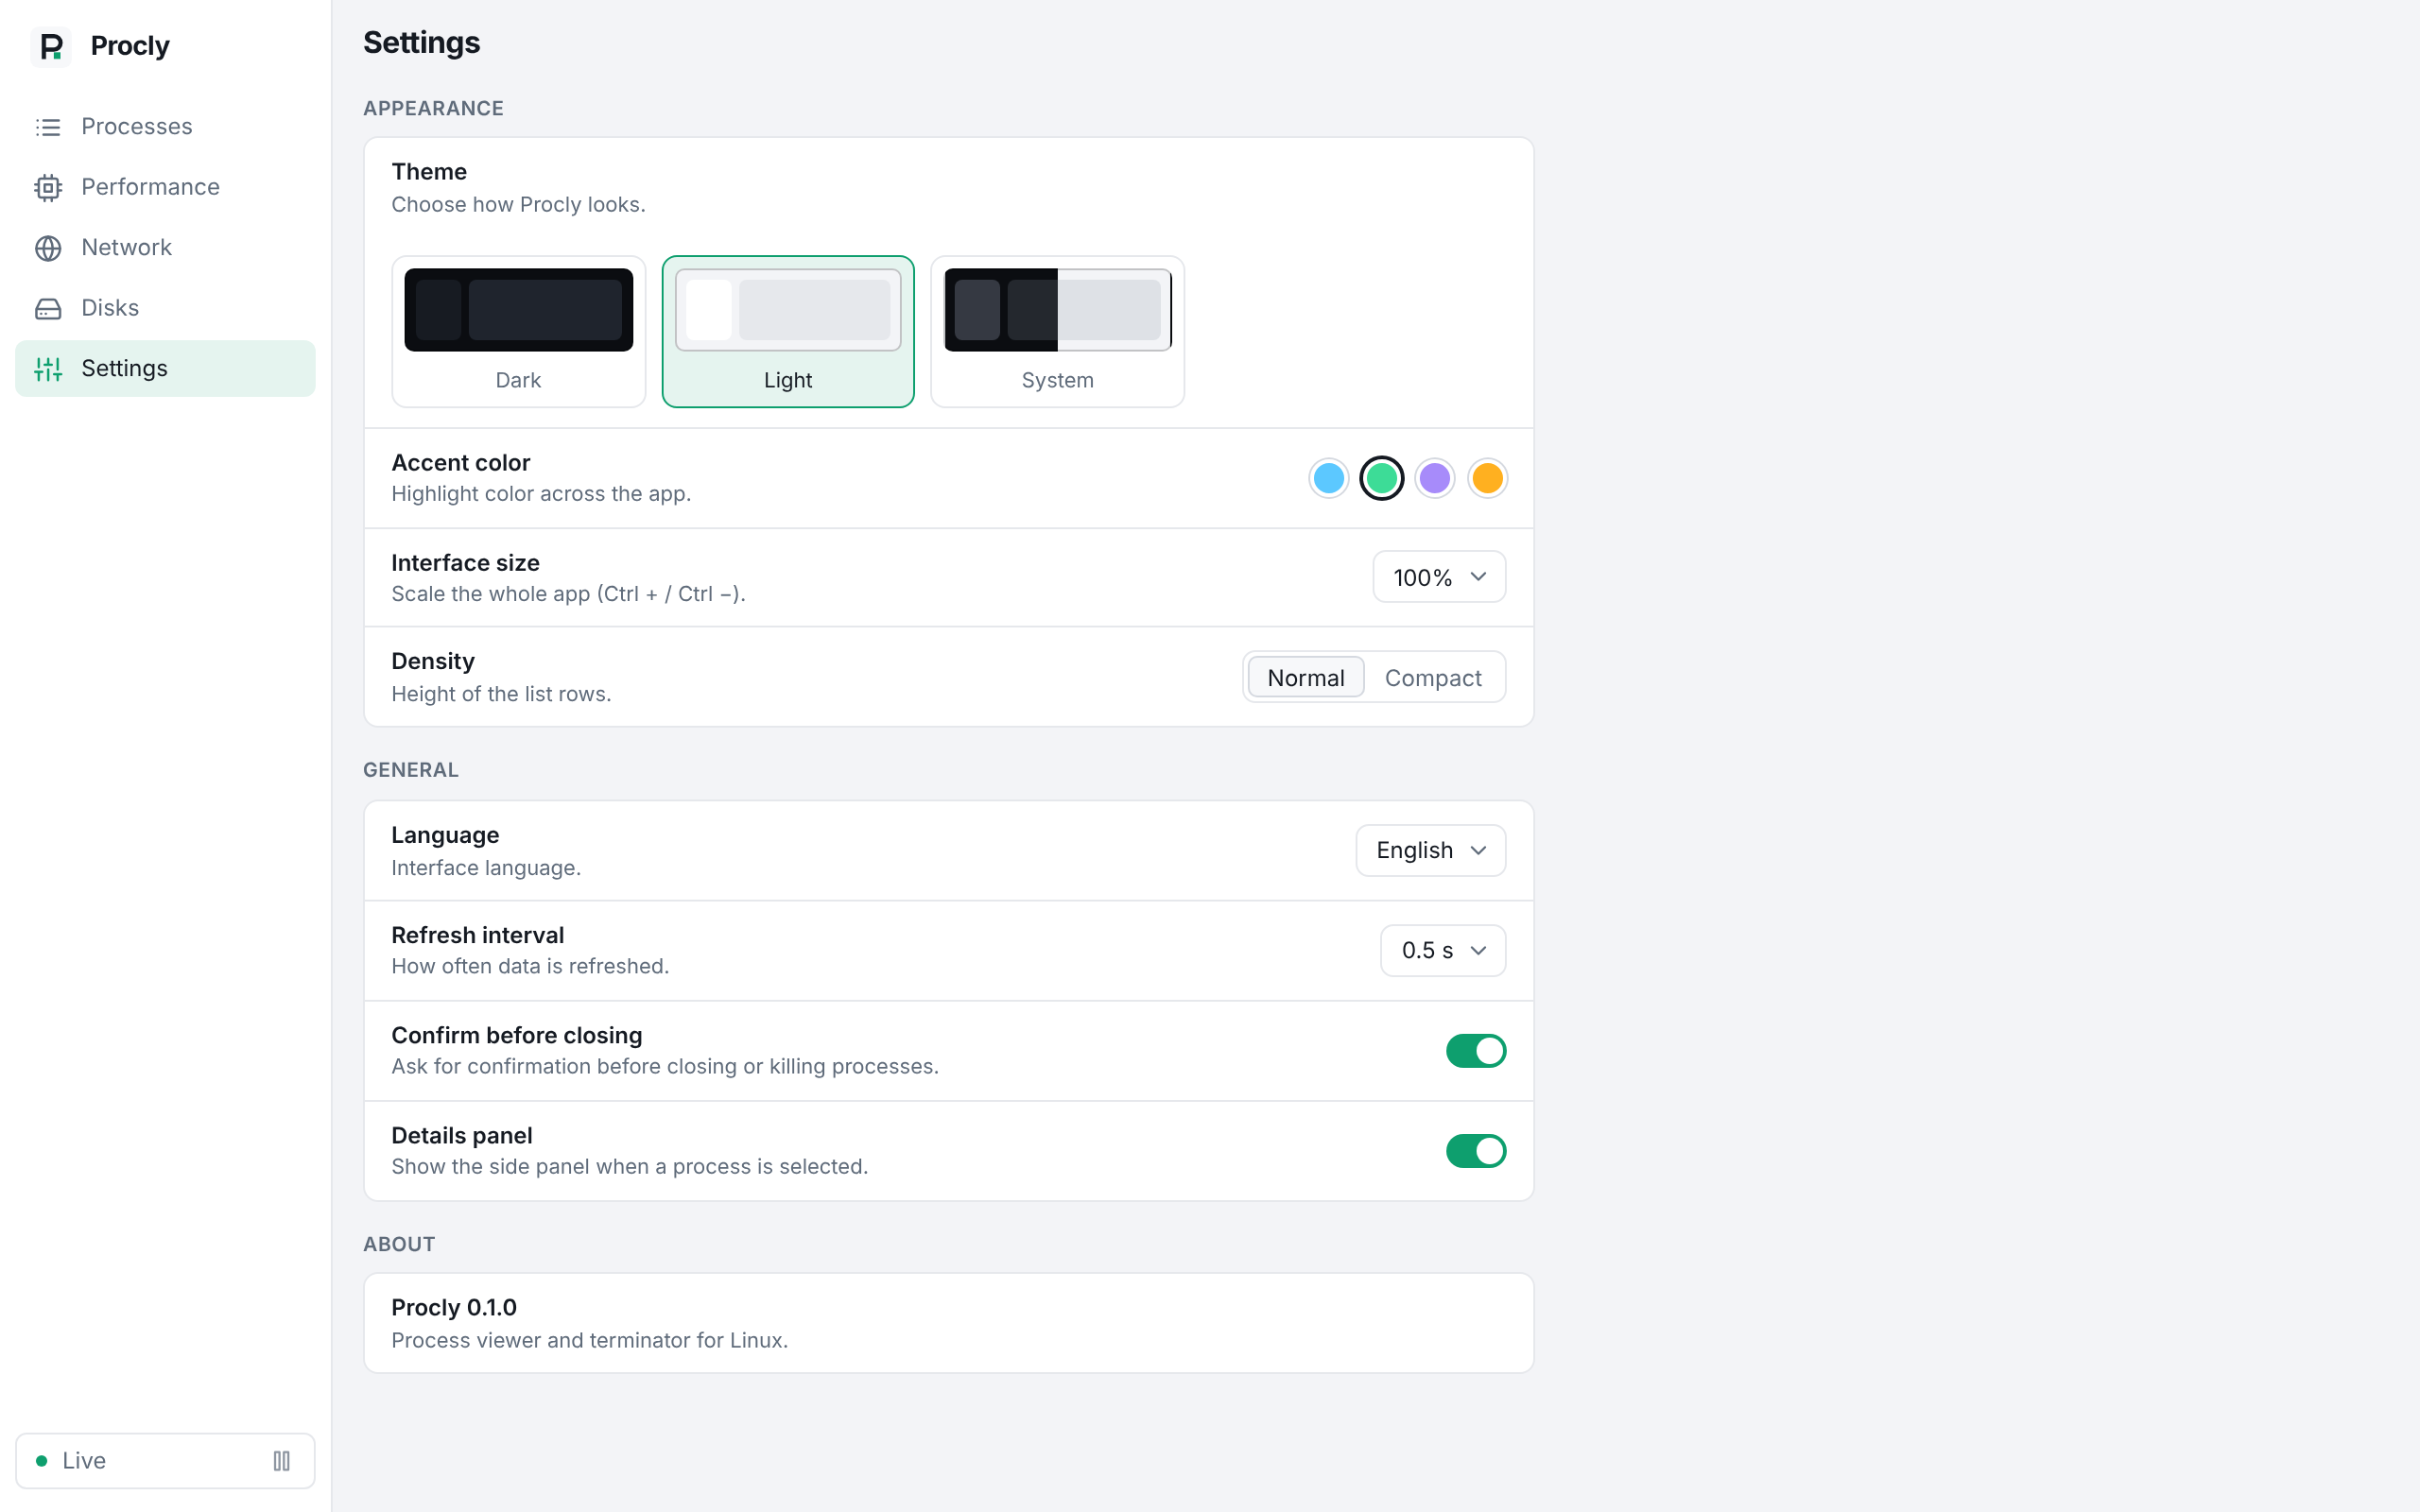 Procly
Processes
Performance
Network
Disks
Settings
Live
Settings
APPEARANCE
Theme
Choose how Procly looks.
Dark
Light
System
Accent color
Highlight color across the app.
Interface size
Scale the whole app (Ctrl + / Ctrl −).
100%
Density
Height of the list rows.
Normal
Compact
GENERAL
Language
Interface language.
English
Refresh interval
How often data is refreshed.
0.5 s
Confirm before closing
Ask for confirmation before closing or killing processes.
Details panel
Show the side panel when a process is selected.
ABOUT
Procly 0.1.0
Process viewer and terminator for Linux.